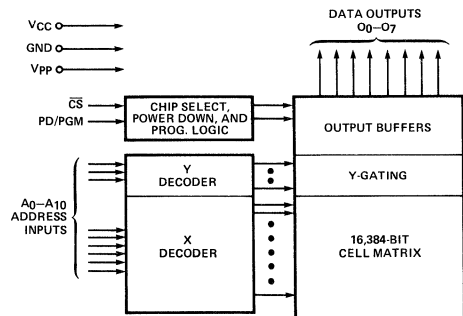 VCC
GND
VPP
CS
PD/PGM
A0–A10
ADDRESS
INPUTS
CHIP SELECT,
POWER DOWN, AND
PROG. LOGIC
Y
DECODER
X
DECODER
DATA OUTPUTS
O0–O7
OUTPUT BUFFERS
Y-GATING
16,384-BIT
CELL MATRIX